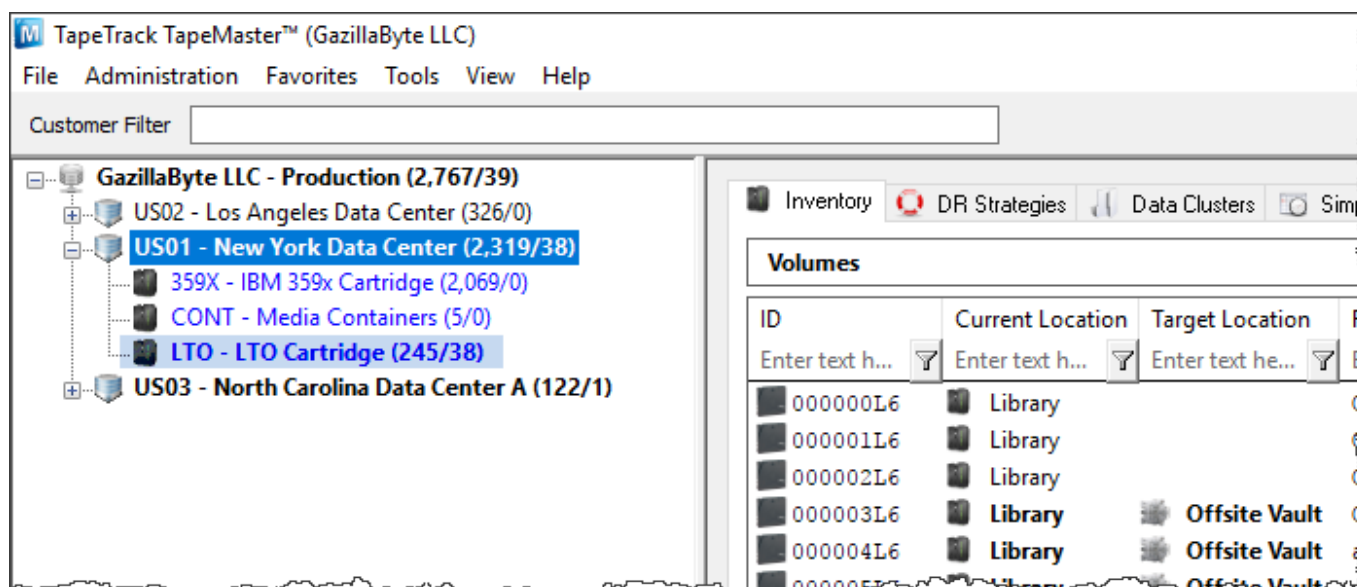 TapeTrack TapeMaster™ (GazillaByte LLC)
File Administration Favorites Tools View Help
Customer Filter
GazillaByte LLC - Production (2,767/39)
US02 - Los Angeles Data Center (326/0)
US01 - New York Data Center (2,319/38)
359X - IBM 359x Cartridge (2,069/0)
CONT - Media Containers (5/0)
LTO - LTO Cartridge (245/38)
US03 - North Carolina Data Center A (122/1)
Inventory DR Strategies Data Clusters
Volumes
ID Current Location Target Location
Enter text h... Enter text h... Enter text he...
000000L6 Library
000001L6 Library
000002L6 Library
000003L6 Library Offsite Vault
000004L6 Library Offsite Vault
Library Offsite Vault